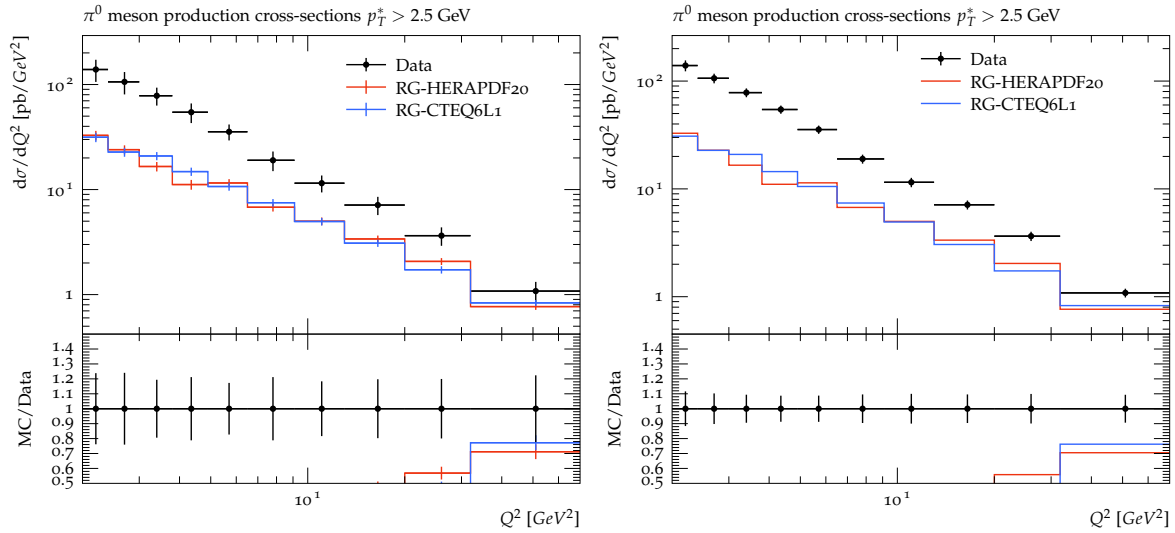 π⁰ meson production cross-sections p*_T > 2.5 GeV
dσ/dQ² [pb/GeV²]
10²
10¹
1
Data
RG-HERAPDF20
RG-CTEQ6L1
MC/Data
1.4
1.3
1.2
1.1
1
0.9
0.8
0.7
0.6
0.5
10¹
Q² [GeV²]
π⁰ meson production cross-sections p*_T > 2.5 GeV
dσ/dQ² [pb/GeV²]
10²
10¹
1
Data
RG-HERAPDF20
RG-CTEQ6L1
MC/Data
1.4
1.3
1.2
1.1
1
0.9
0.8
0.7
0.6
0.5
10¹
Q² [GeV²]